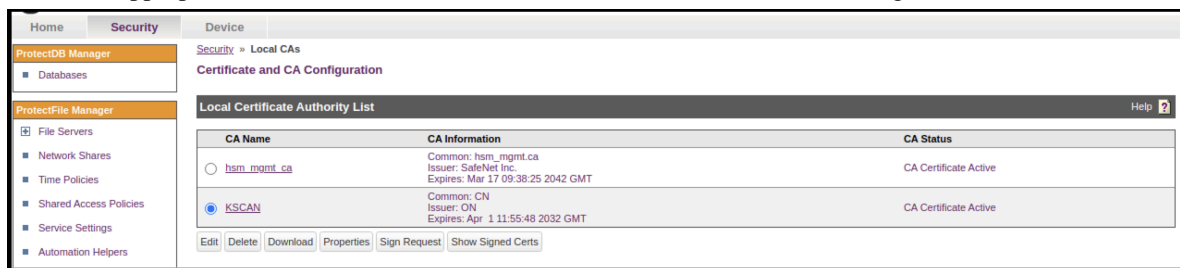 Home Security Device
ProtectDB Manager
Databases
ProtectFile Manager
File Servers
Network Shares
Time Policies
Shared Access Policies
Service Settings
Automation Helpers
Security » Local CAs
Certificate and CA Configuration
Local Certificate Authority List Help ?
CA Name CA Information CA Status
hsm_mgmt_ca Common: hsm_mgmt.ca CA Certificate Active
Issuer: SafeNet Inc.
Expires: Mar 17 09:38:25 2042 GMT
KSCAN Common: CN CA Certificate Active
Issuer: ON
Expires: Apr 1 11:55:48 2032 GMT
Edit Delete Download Properties Sign Request Show Signed Certs